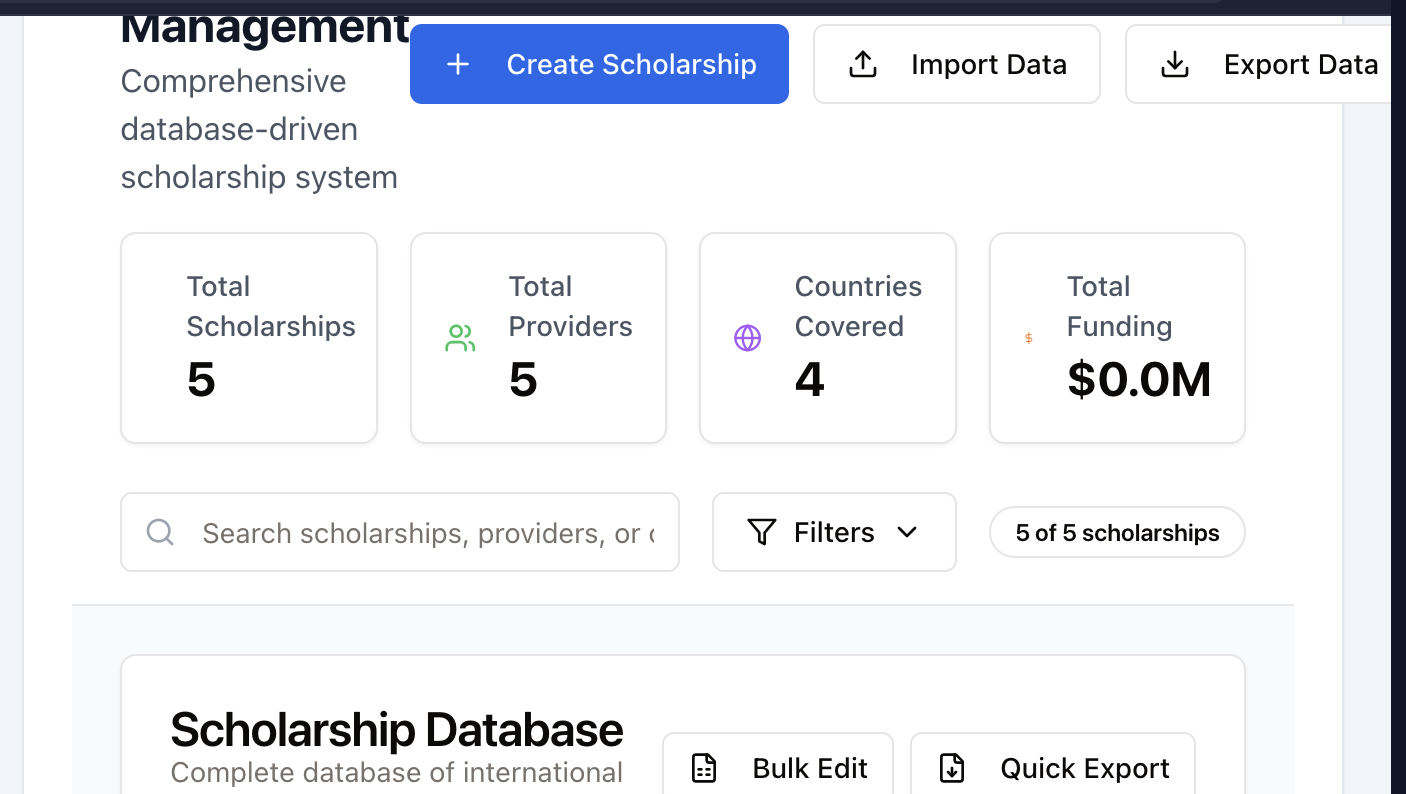 Management
Comprehensive
database-driven
scholarship system
Create Scholarship
Import Data
Export Data
Total
Scholarships
5
Total
Providers
5
Countries
Covered
4
$
Total
Funding
$0.0M
Search scholarships, providers, or
Filters
5 of 5 scholarships
Scholarship Database
Complete database of international
Bulk Edit
Quick Export